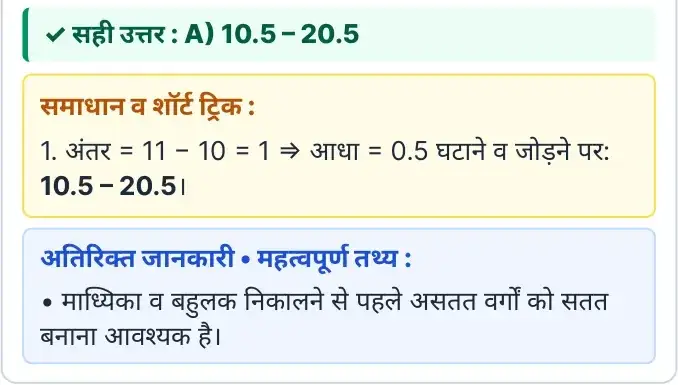 ✓ सही उत्तर : A) 10.5 – 20.5
समाधान व शॉर्ट ट्रिक :
1. अंतर = 11 − 10 = 1 ⇒ आधा = 0.5 घटाने व जोड़ने पर:
10.5 – 20.5।
अतिरिक्त जानकारी • महत्वपूर्ण तथ्य :
• माध्यिका व बहुलक निकालने से पहले असतत वर्गों को सतत
बनाना आवश्यक है।